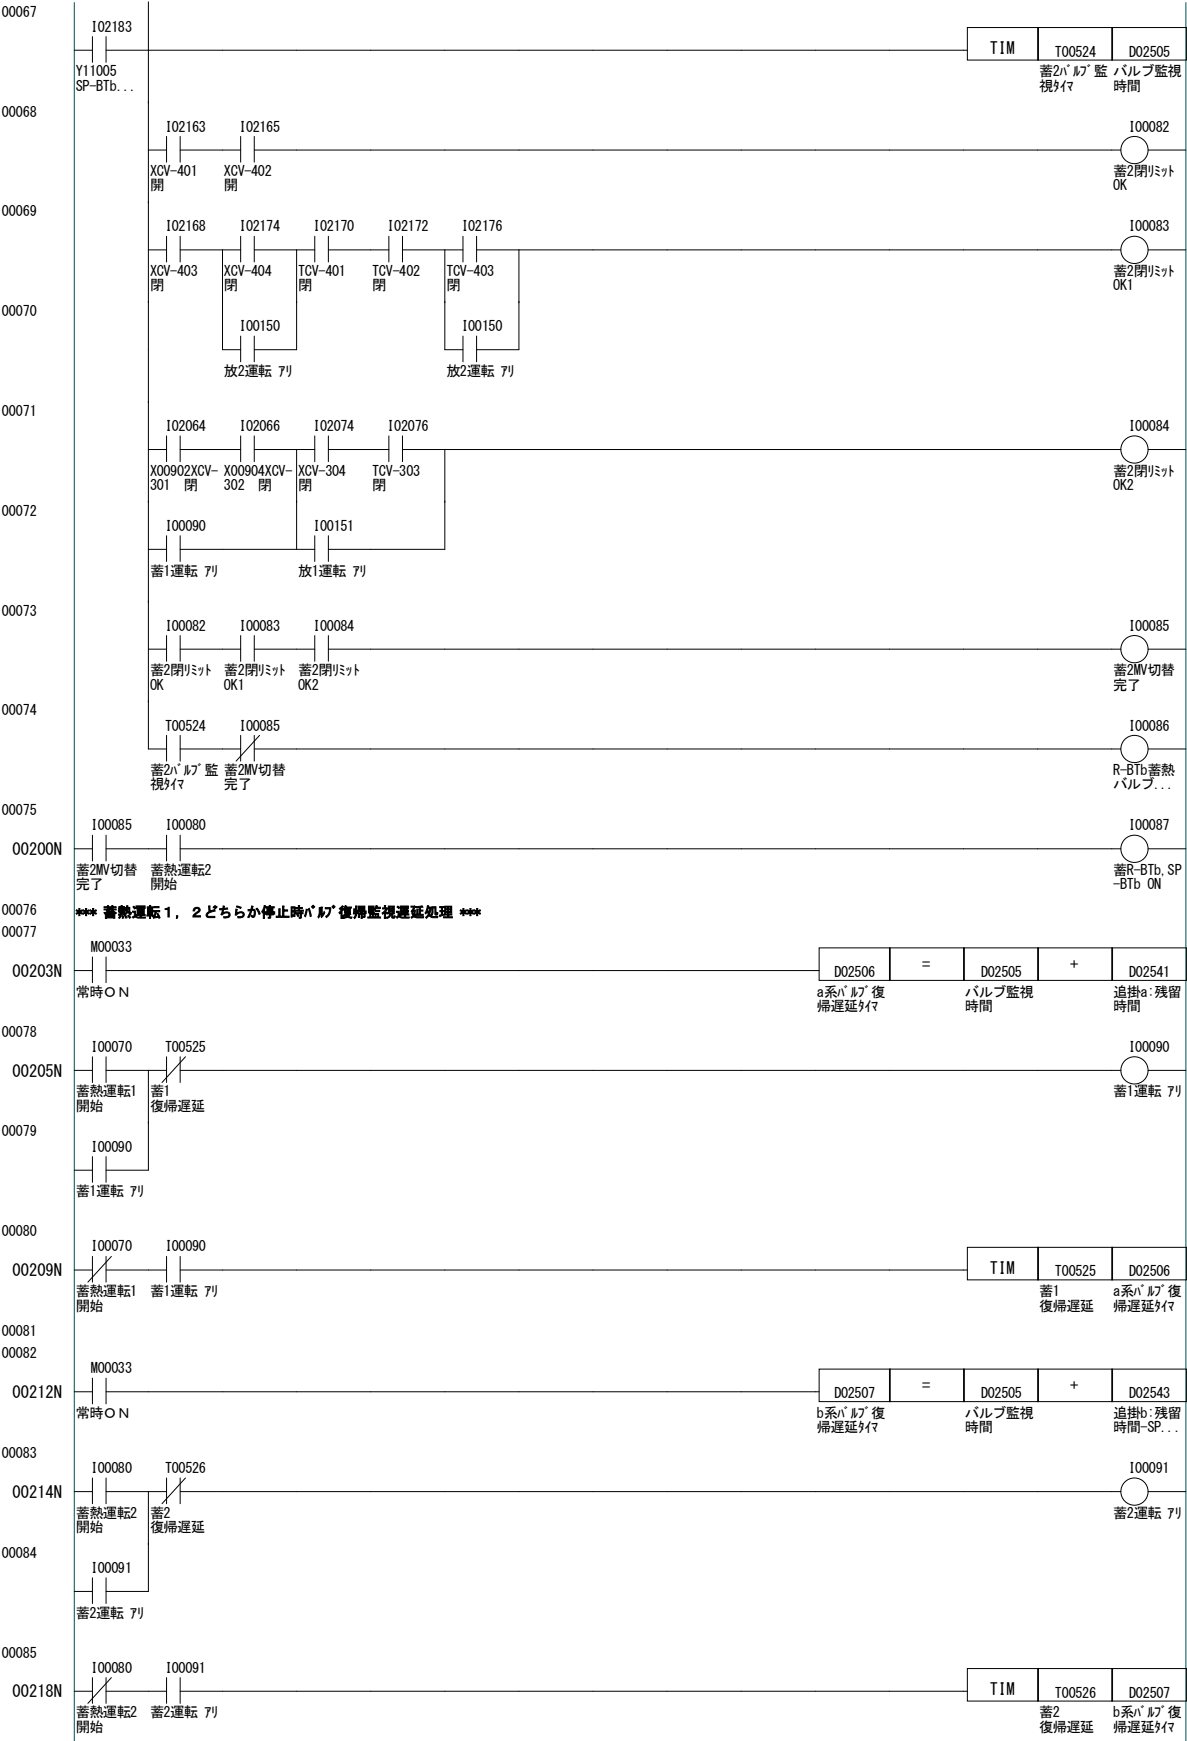 00067
I02183
TIM T00524 D02505
Y11005
SP-BTb...
蓄2ﾊﾞﾙﾌﾞ監
視ﾀｲﾏ
バルブ監視
時間
00068
I02163 I02165 I00082
XCV-401
開
XCV-402
開
蓄2開ﾘﾐｯﾄ
OK
00069
I02168 I02174 I02170 I02172 I02176 I00083
XCV-403
閉
XCV-404
閉
TCV-401
閉
TCV-402
閉
TCV-403
閉
蓄2閉ﾘﾐｯﾄ
OK1
00070
I00150 I00150
放2運転 ｱﾘ 放2運転 ｱﾘ
00071
I02064 I02066 I02074 I02076 I00084
X00902XCV-
301 閉
X00904XCV-
302 閉
XCV-304
閉
TCV-303
閉
蓄2閉ﾘﾐｯﾄ
OK2
00072
I00090 I00151
蓄1運転 ｱﾘ 放1運転 ｱﾘ
00073
I00082 I00083 I00084 I00085
蓄2開ﾘﾐｯﾄ
OK
蓄2閉ﾘﾐｯﾄ
OK1
蓄2閉ﾘﾐｯﾄ
OK2
蓄2MV切替
完了
00074
T00524 I00085 I00086
蓄2ﾊﾞﾙﾌﾞ監
視ﾀｲﾏ
蓄2MV切替
完了
R-BTb蓄熱
バルブ...
00075
I00085 I00080 I00087
00200N
蓄2MV切替
完了
蓄熱運転2
開始
蓄R-BTb,SP
-BTb ON
00076 *** 蓄熱運転１，２どちらか停止時ﾊﾞﾙﾌﾞ復帰監視遅延処理 ***
00077
M00033
00203N D02506 = D02505 + D02541
常時ＯＮ
a系ﾊﾞﾙﾌﾞ復
帰遅延ﾀｲﾏ
バルブ監視
時間
追掛a:残留
時間
00078
I00070 T00525 I00090
00205N
蓄熱運転1
開始
蓄1
復帰遅延
蓄1運転 ｱﾘ
00079
I00090
蓄1運転 ｱﾘ
00080
I00070 I00090
00209N TIM T00525 D02506
蓄熱運転1
開始
蓄1運転 ｱﾘ
蓄1
復帰遅延
a系ﾊﾞﾙﾌﾞ復
帰遅延ﾀｲﾏ
00081
00082
M00033
00212N D02507 = D02505 + D02543
常時ＯＮ
b系ﾊﾞﾙﾌﾞ復
帰遅延ﾀｲﾏ
バルブ監視
時間
追掛b:残留
時間-SP...
00083
I00080 T00526 I00091
00214N
蓄熱運転2
開始
蓄2
復帰遅延
蓄2運転 ｱﾘ
00084
I00091
蓄2運転 ｱﾘ
00085
I00080 I00091
00218N TIM T00526 D02507
蓄熱運転2
開始
蓄2運転 ｱﾘ
蓄2
復帰遅延
b系ﾊﾞﾙﾌﾞ復
帰遅延ﾀｲﾏ